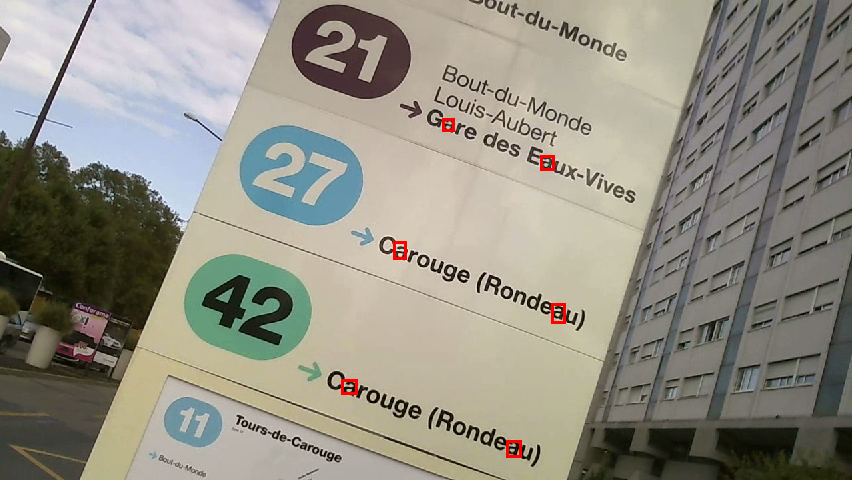 Bout-du-Monde
21
Bout-du-Monde
Louis-Aubert
Gare des Eaux-Vives
27
Carouge (Rondeau)
42
Carouge (Rondeau)
11
Tours-de-Carouge
Bout-du-Monde
Conforama